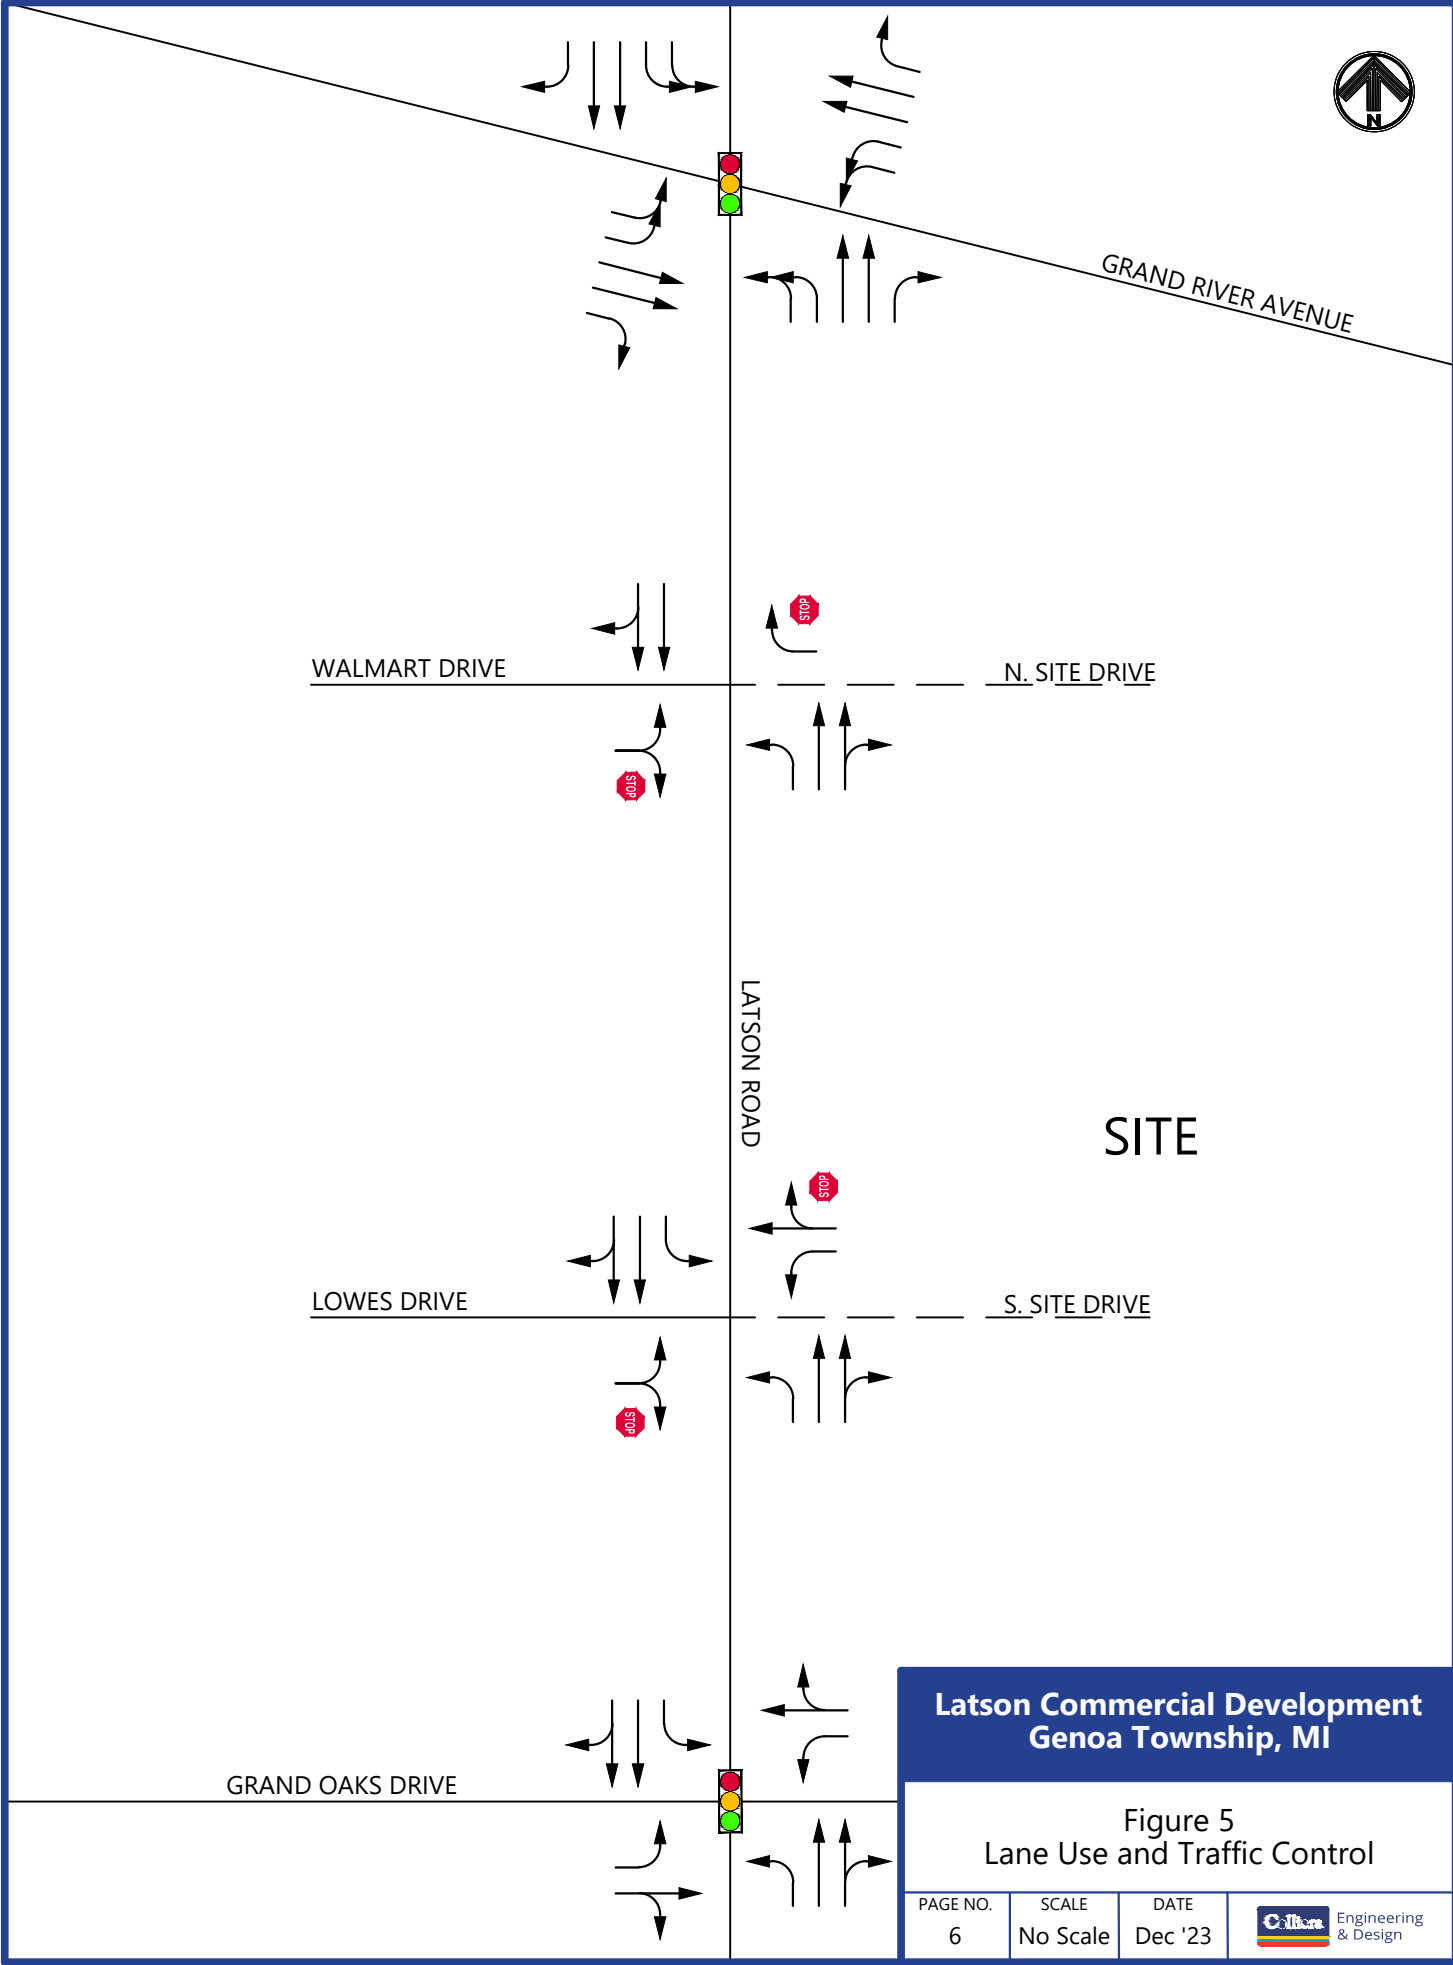 N
GRAND RIVER AVENUE
STOP
WALMART DRIVE
N. SITE DRIVE
STOP
LATSON ROAD
SITE
STOP
LOWES DRIVE
S. SITE DRIVE
STOP
GRAND OAKS DRIVE
Latson Commercial Development
Genoa Township, MI
Figure 5
Lane Use and Traffic Control
PAGE NO.
6
SCALE
No Scale
DATE
Dec '23
Colliers
Engineering
& Design